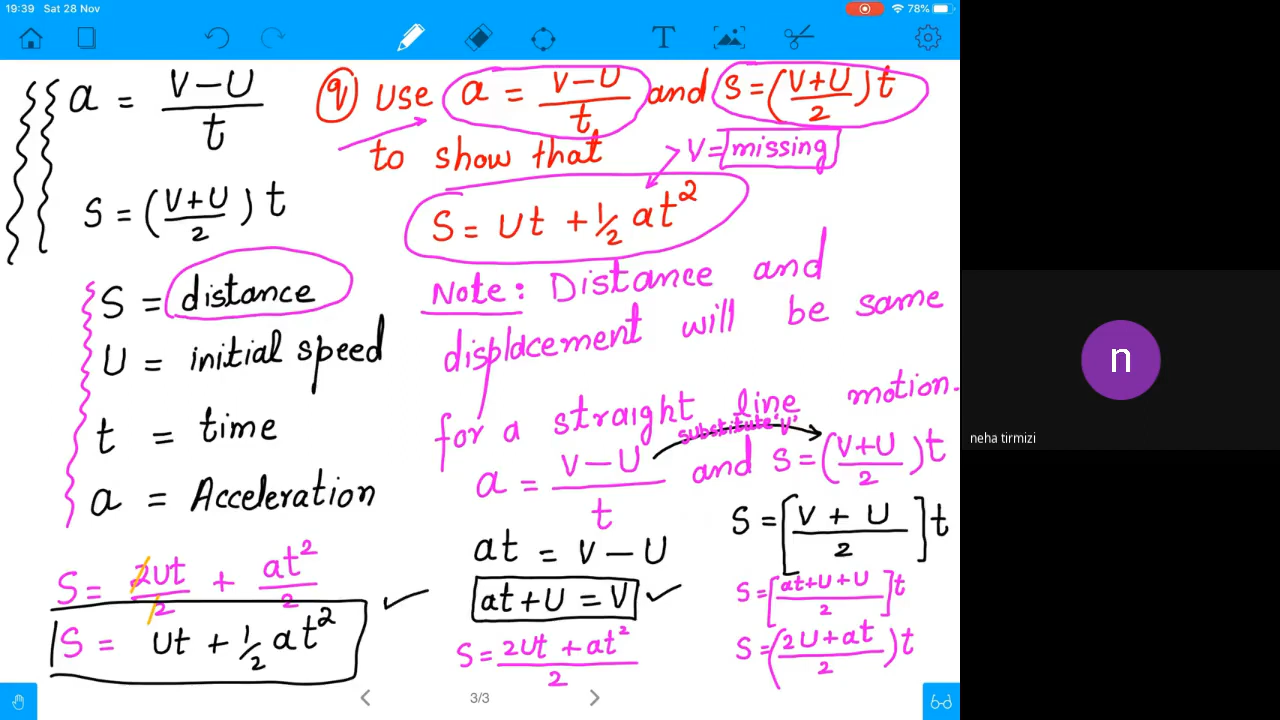 19:39 Sat 28 Nov
78%
T
a = V–U/t
S = (V+U/2) t
S = distance
U = initial speed
t = time
a = Acceleration
S = 2Ut/2 + at²/2
S = Ut + 1/2 at²
q Use a = V–U/t and S = (V+U/2) t
to show that
V = missing
S = Ut + 1/2 at²
Note: Distance and
displacement will be same
for a straight line motion.
substitute 'V'
a = V–U/t and S = (V+U/2) t
at = V – U
at + U = V
S = 2Ut + at²/2
S = [V + U/2] t
S = [at+U+U/2] t
S = (2U+at/2) t
3/3
n
neha tirmizi